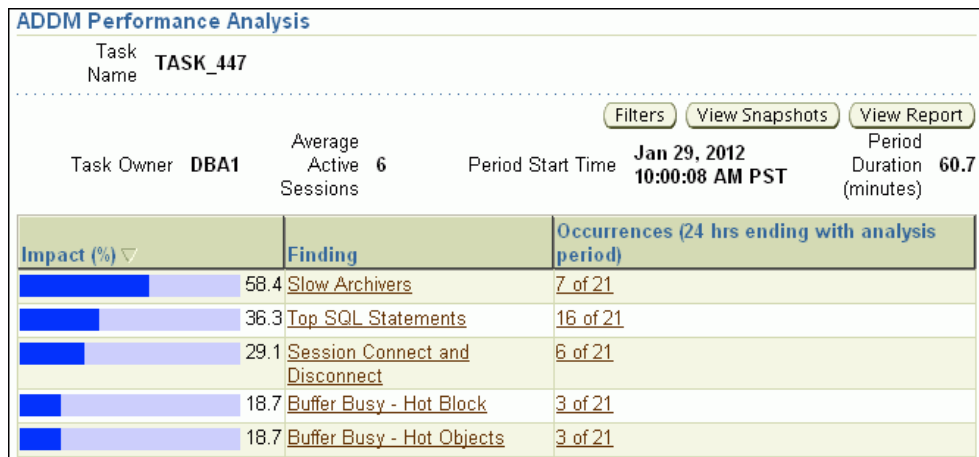 ADDM Performance Analysis
Task
Name TASK_447
Filters View Snapshots View Report
Task Owner DBA1
Average
Active
Sessions 6
Period Start Time Jan 29, 2012
10:00:08 AM PST
Period
Duration
(minutes) 60.7
Impact (%) Finding Occurrences (24 hrs ending with analysis
period)
58.4 Slow Archivers 7 of 21
36.3 Top SQL Statements 16 of 21
29.1 Session Connect and 6 of 21
Disconnect
18.7 Buffer Busy - Hot Block 3 of 21
18.7 Buffer Busy - Hot Objects 3 of 21